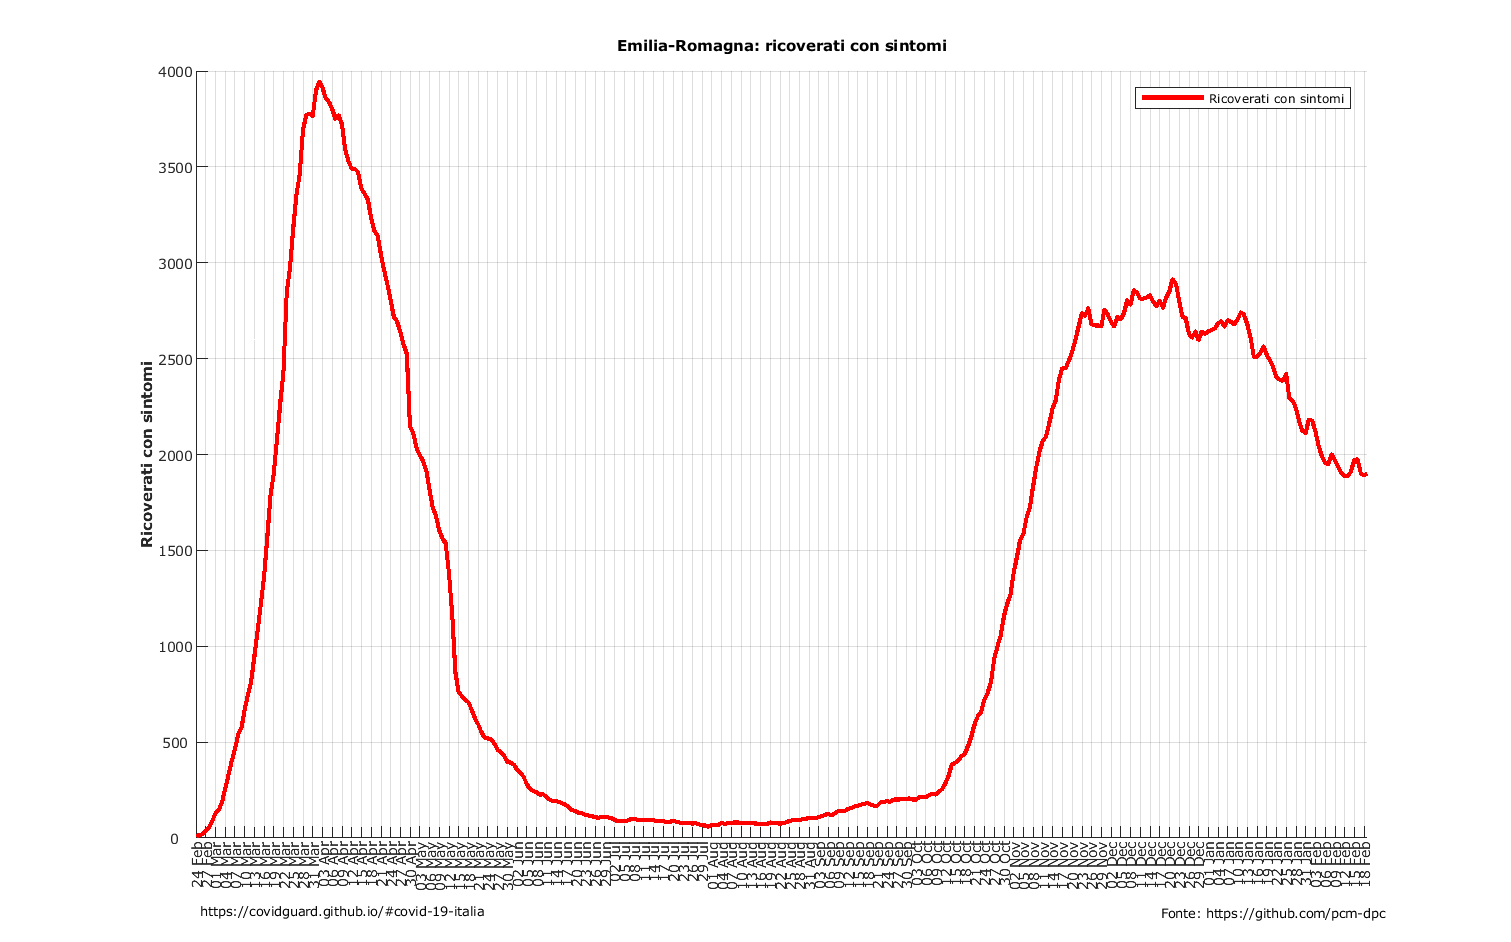 Emilia-Romagna: ricoverati con sintomi
Ricoverati con sintomi
Ricoverati con sintomi
4000
3500
3000
2500
2000
1500
1000
500
0
24 Feb
27 Feb
01 Mar
04 Mar
07 Mar
10 Mar
13 Mar
16 Mar
19 Mar
22 Mar
25 Mar
28 Mar
31 Mar
03 Apr
06 Apr
09 Apr
12 Apr
15 Apr
18 Apr
21 Apr
24 Apr
27 Apr
30 Apr
03 May
06 May
09 May
12 May
15 May
18 May
21 May
24 May
27 May
30 May
02 Jun
05 Jun
08 Jun
11 Jun
14 Jun
17 Jun
20 Jun
23 Jun
26 Jun
29 Jun
02 Jul
05 Jul
08 Jul
11 Jul
14 Jul
17 Jul
20 Jul
23 Jul
26 Jul
29 Jul
01 Aug
04 Aug
07 Aug
10 Aug
13 Aug
16 Aug
19 Aug
22 Aug
25 Aug
28 Aug
31 Aug
03 Sep
06 Sep
09 Sep
12 Sep
15 Sep
18 Sep
21 Sep
24 Sep
27 Sep
30 Sep
03 Oct
06 Oct
09 Oct
12 Oct
15 Oct
18 Oct
21 Oct
24 Oct
27 Oct
30 Oct
02 Nov
05 Nov
08 Nov
11 Nov
14 Nov
17 Nov
20 Nov
23 Nov
26 Nov
29 Nov
02 Dec
05 Dec
08 Dec
11 Dec
14 Dec
17 Dec
20 Dec
23 Dec
26 Dec
29 Dec
01 Jan
04 Jan
07 Jan
10 Jan
13 Jan
16 Jan
19 Jan
22 Jan
25 Jan
28 Jan
31 Jan
03 Feb
06 Feb
09 Feb
12 Feb
15 Feb
18 Feb
https://covidguard.github.io/#covid-19-italia
Fonte: https://github.com/pcm-dpc